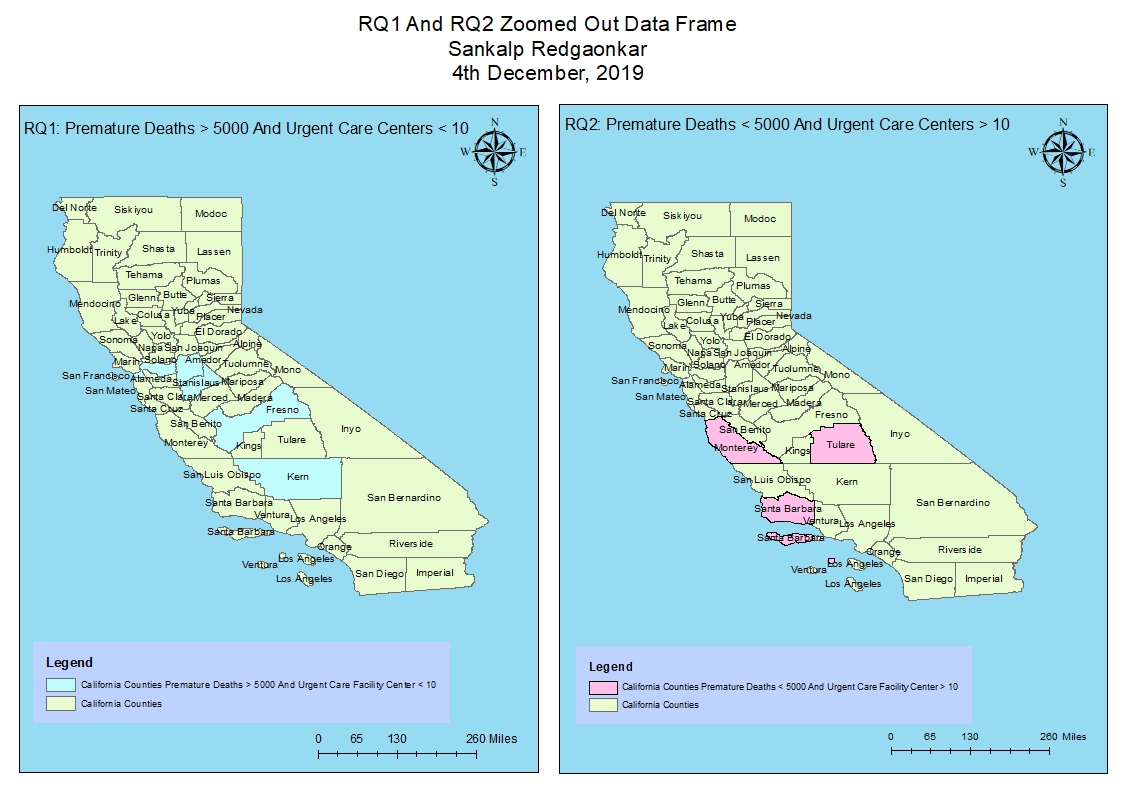 RQ1 And RQ2 Zoomed Out Data Frame
Sankalp Redgaonkar
4th December, 2019
RQ1: Premature Deaths > 5000 And Urgent Care Centers < 10
N
W E
S
Del Norte Siskiyou Modoc
Humboldt Trinity Shasta Lassen
Tehama Plumas
Mendocino Glenn Butte Sierra
Lake Colusa Yuba Placer Nevada
Sonoma Yolo El Dorado
Napa San Joaquin Alpine
Marin Solano Amador Tuolumne Mono
San Francisco Alameda Stanislaus Mariposa
San Mateo Santa Clara Merced Madera
Santa Cruz Fresno
San Benito
Monterey Kings Tulare Inyo
San Luis Obispo Kern
San Bernardino
Santa Barbara
Ventura Los Angeles
Santa Barbara
Orange Riverside
Ventura Los Angeles
Los Angeles San Diego Imperial
Legend
California Counties Premature Deaths > 5000 And Urgent Care Facility Center < 10
California Counties
0 65 130 260 Miles
RQ2: Premature Deaths < 5000 And Urgent Care Centers > 10
N
W E
S
Del Norte Siskiyou Modoc
Humboldt Trinity Shasta Lassen
Tehama Plumas
Mendocino Glenn Butte Sierra
Lake Colusa Yuba Placer Nevada
Sonoma Yolo El Dorado
Napa San Joaquin Alpine
Marin Solano Amador Tuolumne Mono
San Francisco Alameda Stanislaus Mariposa
San Mateo Santa Clara Merced Madera
Santa Cruz Fresno
San Benito
Monterey Kings Tulare Inyo
San Luis Obispo Kern
San Bernardino
Santa Barbara
Ventura Los Angeles
Santa Barbara
Orange Riverside
Ventura Los Angeles
Los Angeles San Diego Imperial
Legend
California Counties Premature Deaths < 5000 And Urgent Care Facility Center > 10
California Counties
0 65 130 260 Miles